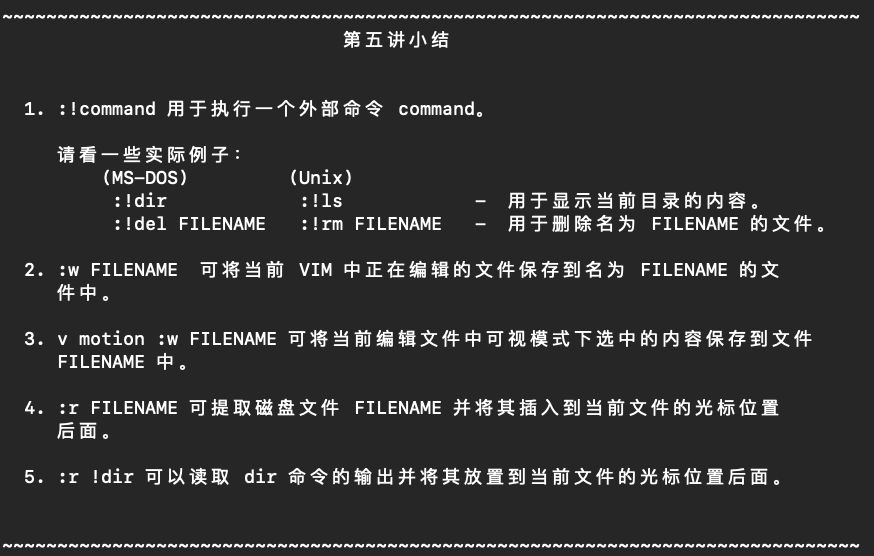 ~~~~~~~~~~~~~~~~~~~~~~~~~~~~~~~~~~~~~~~~~~~~~~~~~~~~~~~~~~~~~~~~~~~~~~~~~~~~~~
第五讲小结
1. :!command 用于执行一个外部命令 command。
请看一些实际例子：
(MS-DOS) (Unix)
:!dir :!ls - 用于显示当前目录的内容。
:!del FILENAME :!rm FILENAME - 用于删除名为 FILENAME 的文件。
2. :w FILENAME 可将当前 VIM 中正在编辑的文件保存到名为 FILENAME 的文
件中。
3. v motion :w FILENAME 可将当前编辑文件中可视模式下选中的内容保存到文件
FILENAME 中。
4. :r FILENAME 可提取磁盘文件 FILENAME 并将其插入到当前文件的光标位置
后面。
5. :r !dir 可以读取 dir 命令的输出并将其放置到当前文件的光标位置后面。
~~~~~~~~~~~~~~~~~~~~~~~~~~~~~~~~~~~~~~~~~~~~~~~~~~~~~~~~~~~~~~~~~~~~~~~~~~~~~~